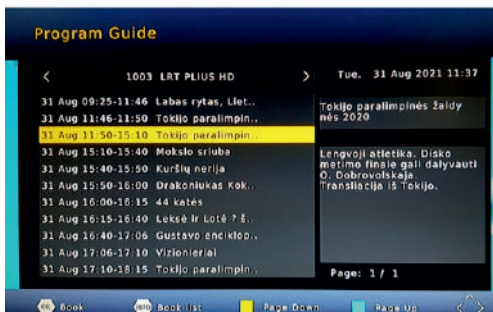 Program Guide
1003 LRT PLIUS HD
Tue. 31 Aug 2021 11:37
31 Aug 09:25-11:46 Labas rytas, Liet..
31 Aug 11:46-11:50 Tokijo paralimpin..
31 Aug 11:50-15:10 Tokijo paralimpin..
31 Aug 15:10-15:40 Mokslo sriuba
31 Aug 15:40-15:50 Kuršių nerija
31 Aug 15:50-16:00 Drakoniukas Kok..
31 Aug 16:00-16:15 44 katės
31 Aug 16:15-16:40 Leksė ir Lotė ? š..
31 Aug 16:40-17:06 Gustavo enciklop..
31 Aug 17:06-17:10 Vizionieriai
31 Aug 17:10-18:15 Tokijo paralimpin..
Tokijo paralimpinės žaidy
nės 2020
Lengvoji atletika. Disko
metimo finale gali dalyvauti
O. Dobrovolskaja.
Transliacija iš Tokijo.
Page: 1/ 1
Book
Book list
Page Down
Page Up